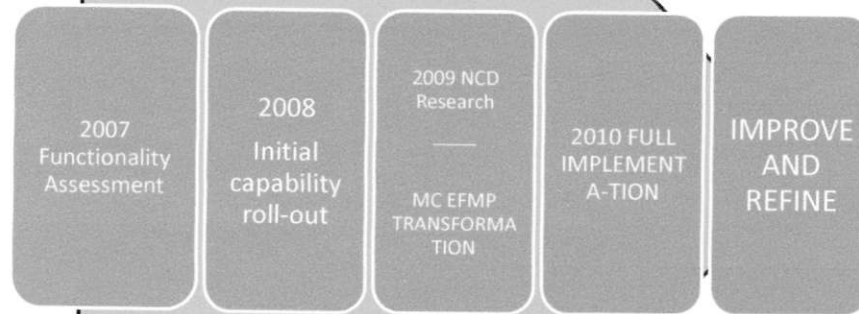 2007
Functionality
Assessment
2008
Initial
capability
roll-out
2009 NCD
Research
MC EFMP
TRANSFORMA
TION
2010 FULL
IMPLEMENT
A-TION
IMPROVE
AND
REFINE